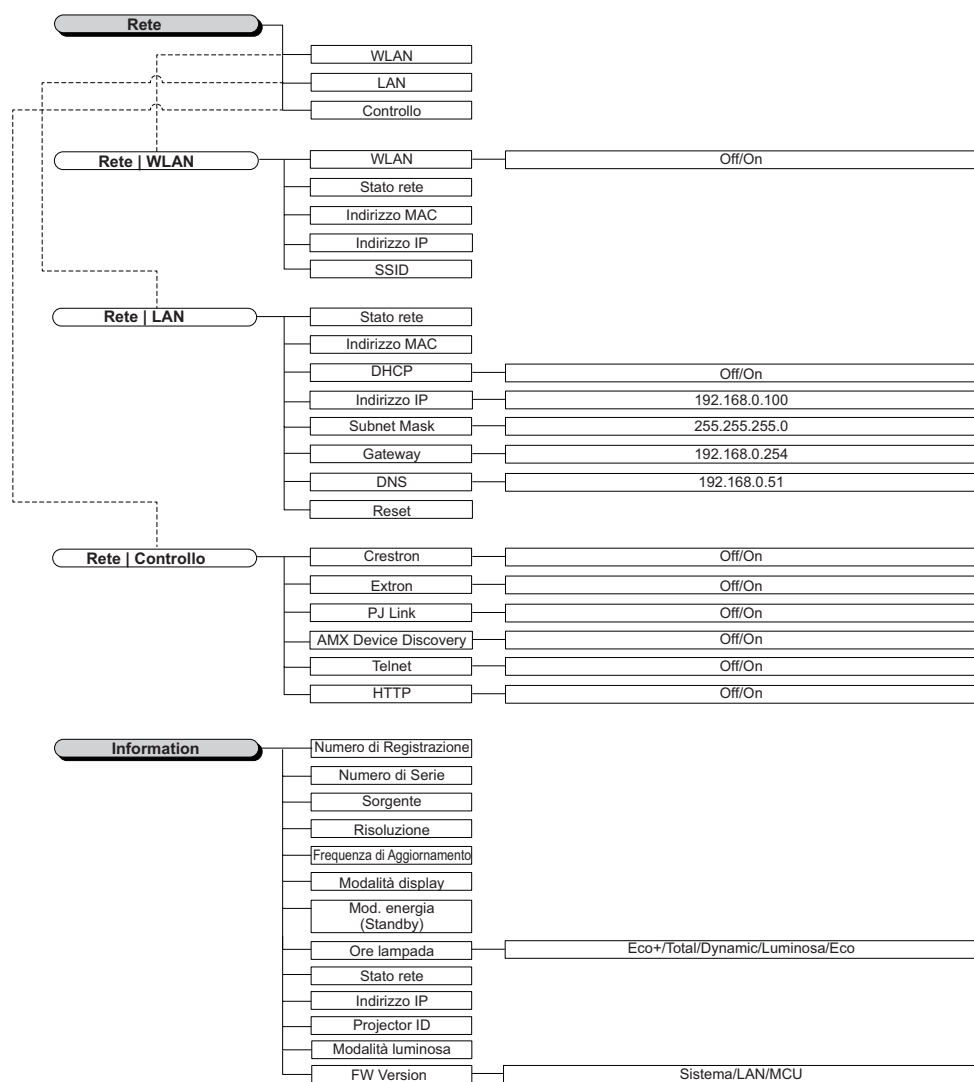 Rete
WLAN
LAN
Controllo
Rete | WLAN
WLAN
Off/On
Stato rete
Indirizzo MAC
Indirizzo IP
SSID
Rete | LAN
Stato rete
Indirizzo MAC
DHCP
Off/On
Indirizzo IP
192.168.0.100
Subnet Mask
255.255.255.0
Gateway
192.168.0.254
DNS
192.168.0.51
Reset
Rete | Controllo
Crestron
Off/On
Extron
Off/On
PJ Link
Off/On
AMX Device Discovery
Off/On
Telnet
Off/On
HTTP
Off/On
Information
Numero di Registrazione
Numero di Serie
Sorgente
Risoluzione
Frequenza di Aggiornamento
Modalità display
Mod. energia
(Standby)
Ore lampada
Eco+/Total/Dynamic/Luminosa/Eco
Stato rete
Indirizzo IP
Projector ID
Modalità luminosa
FW Version
Sistema/LAN/MCU